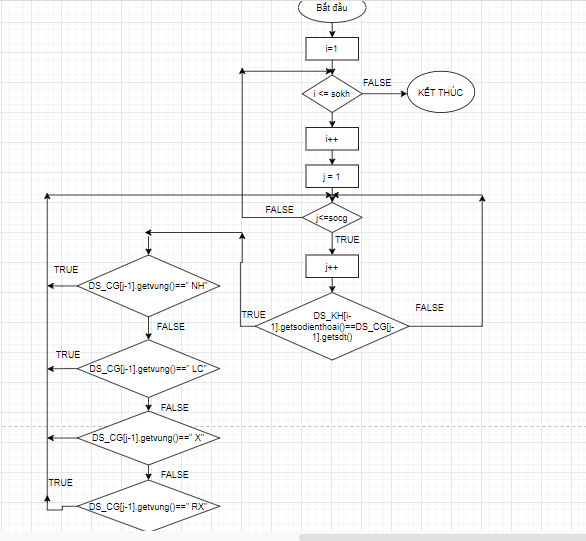 Bắt đầu
i=1
FALSE
i <= sokh
KẾT THÚC
i++
j = 1
FALSE
j<=socg
TRUE
j++
TRUE
DS_CG[j-1].getvung()==" NH"
FALSE
TRUE
DS_KH[i-
1].getsodienthoai()==DS_CG[j-
1].getsdt()
FALSE
TRUE
DS_CG[j-1].getvung()==" LC"
FALSE
DS_CG[j-1].getvung()==" X"
FALSE
TRUE
DS_CG[j-1].getvung()==" RX"